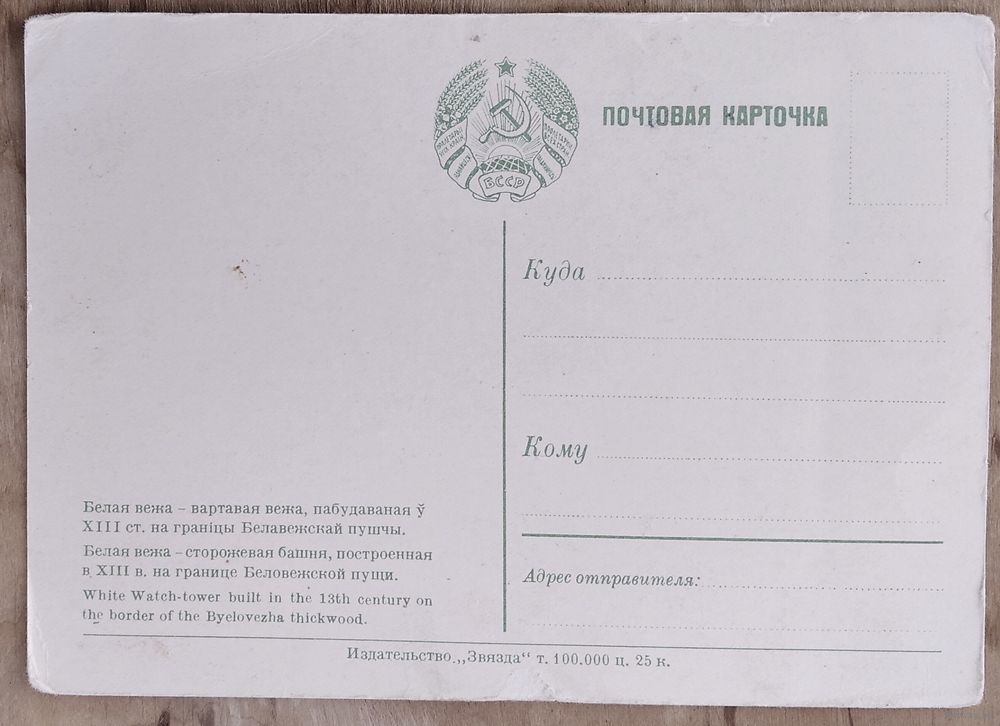 ПОЧТОВАЯ КАРТОЧКА
БССР
Куда
Кому
Адрес отправителя:
Белая вежа – вартавая вежа, пабудаваная ў
XIII ст. на граніцы Белавежскай пушчы.
Белая вежа – сторожевая башня, построенная
в XIII в. на границе Беловежской пущи.
White Watch-tower built in the 13th century on
the border of the Byelovezha thickwood.
Издательство „Звязда“ т. 100.000 ц. 25 к.